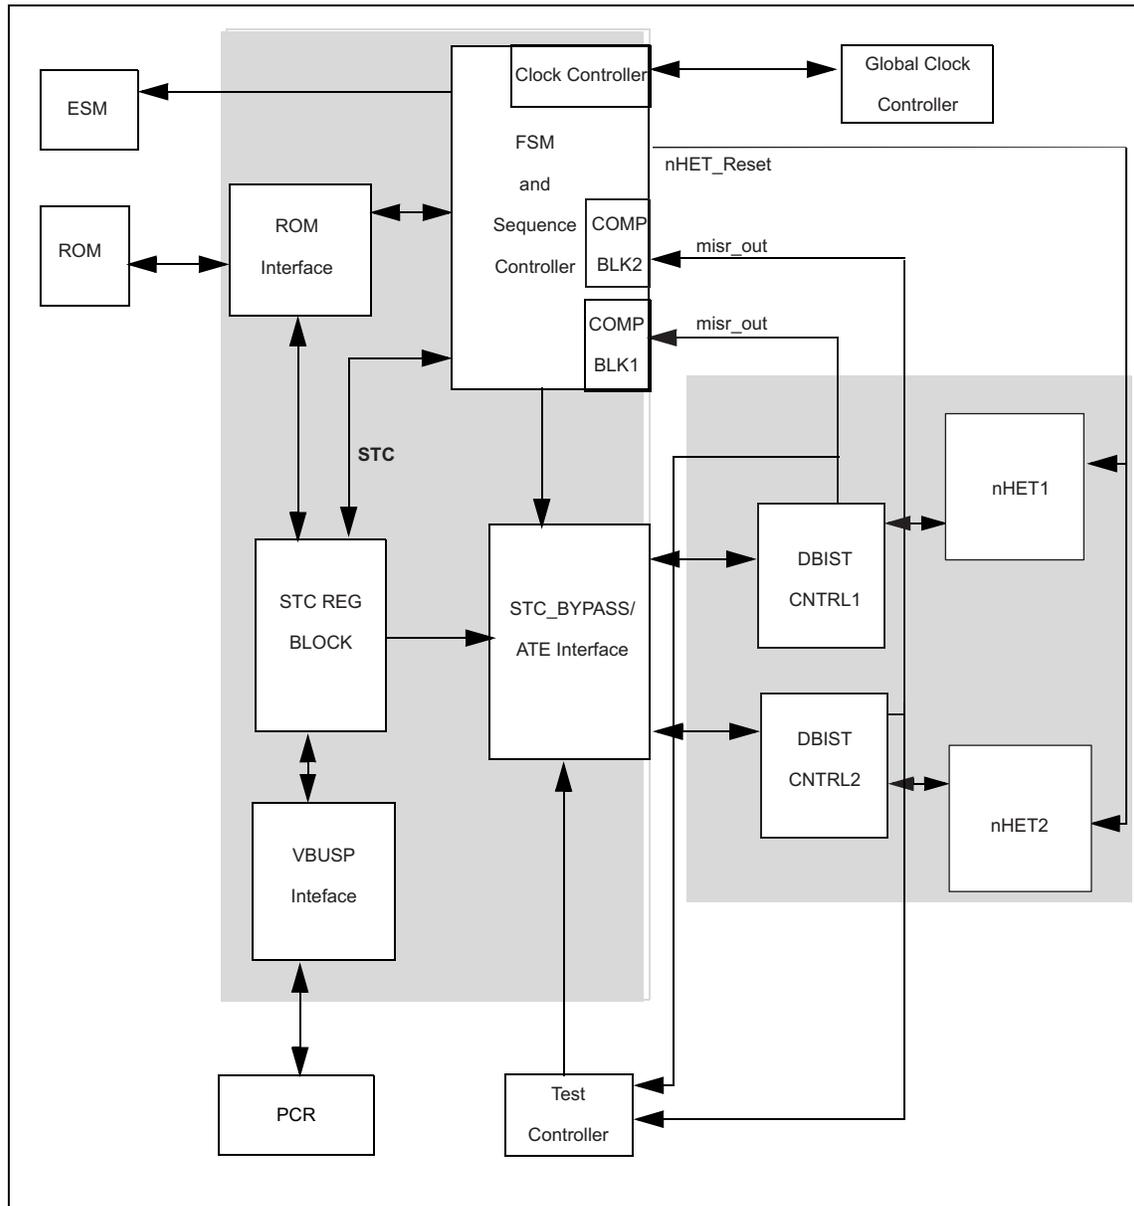 Clock Controller
Global Clock
Controller
ESM
FSM
and
Sequence
Controller
nHET_Reset
ROM
Interface
ROM
COMP
BLK2
misr_out
COMP
BLK1
misr_out
STC
nHET1
STC REG
BLOCK
STC_BYPASS/
ATE Interface
DBIST
CNTRL1
DBIST
CNTRL2
nHET2
VBUSP
Inteface
PCR
Test
Controller